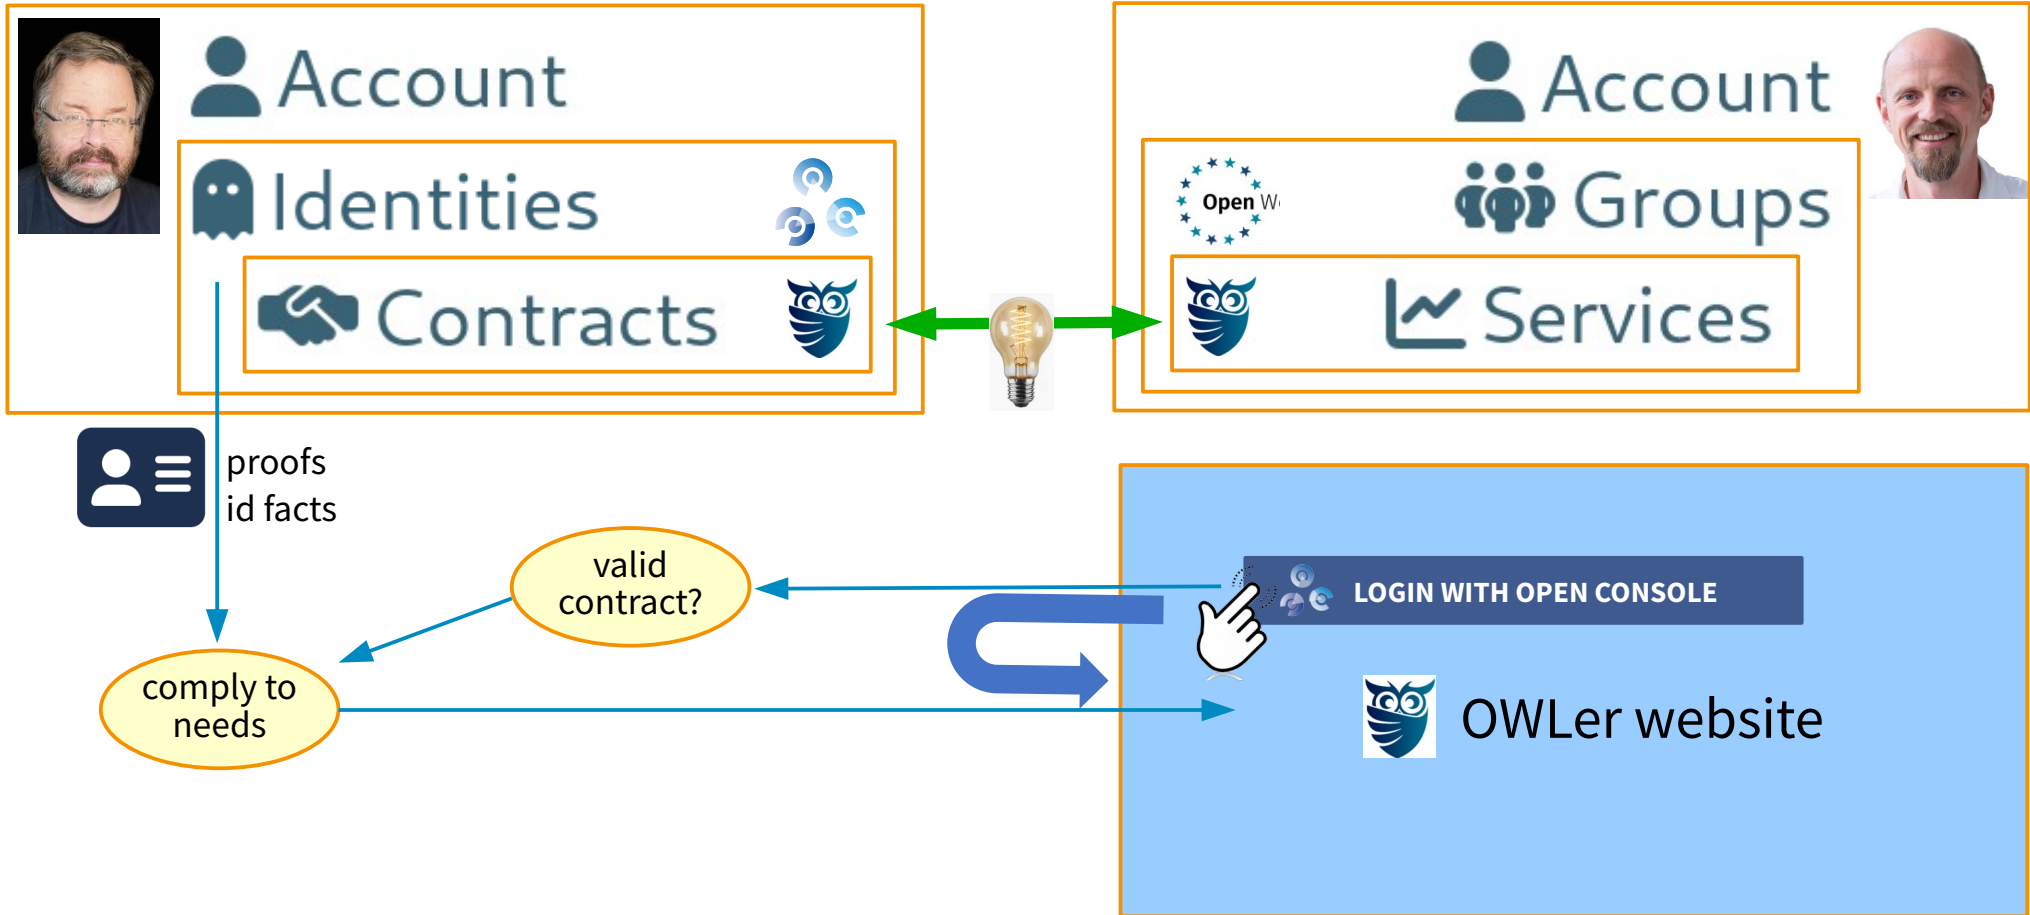 Account
Identities
Contracts
Account
Open W
Groups
Services
proofs
id facts
valid
contract?
comply to
needs
LOGIN WITH OPEN CONSOLE
OWLer website